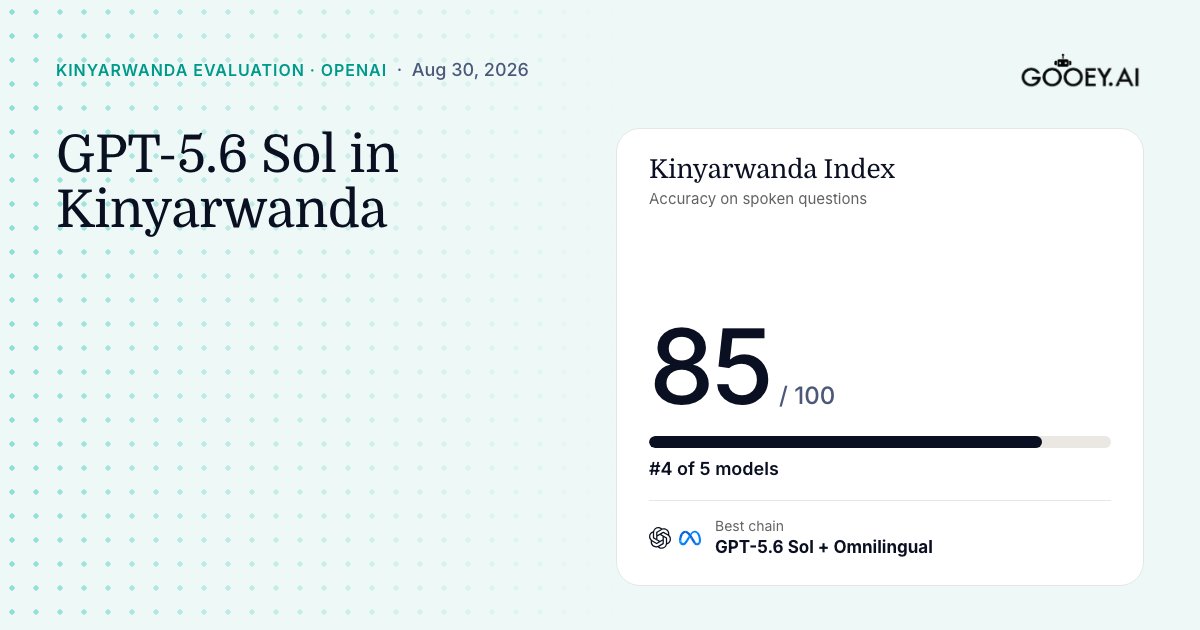 KINYARWANDA EVALUATION · OPENAI · Aug 30, 2026
GOOEY.AI
GPT-5.6 Sol in
Kinyarwanda
Kinyarwanda Index
Accuracy on spoken questions
85 / 100
#4 of 5 models
Best chain
GPT-5.6 Sol + Omnilingual